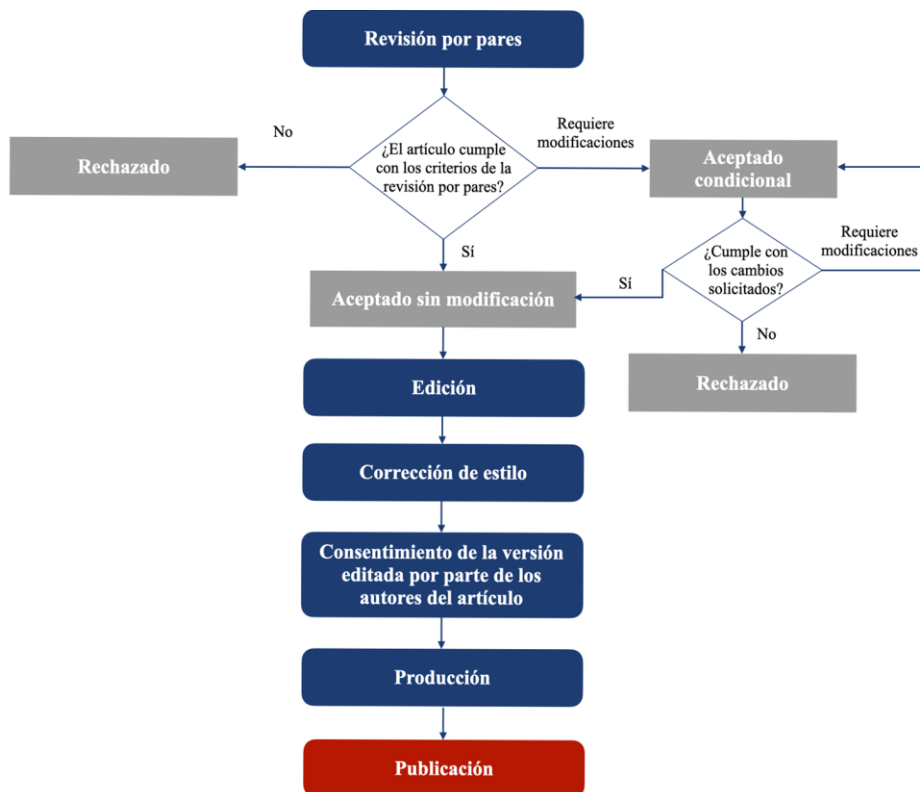 Revisión por pares
No
¿El artículo cumple
con los criterios de la
revisión por pares?
Requiere
modificaciones
Rechazado
Aceptado
condicional
Sí
Requiere
modificaciones
¿Cumple con
los cambios
solicitados?
Sí
Aceptado sin modificación
No
Rechazado
Edición
Corrección de estilo
Consentimiento de la versión
editada por parte de los
autores del artículo
Producción
Publicación